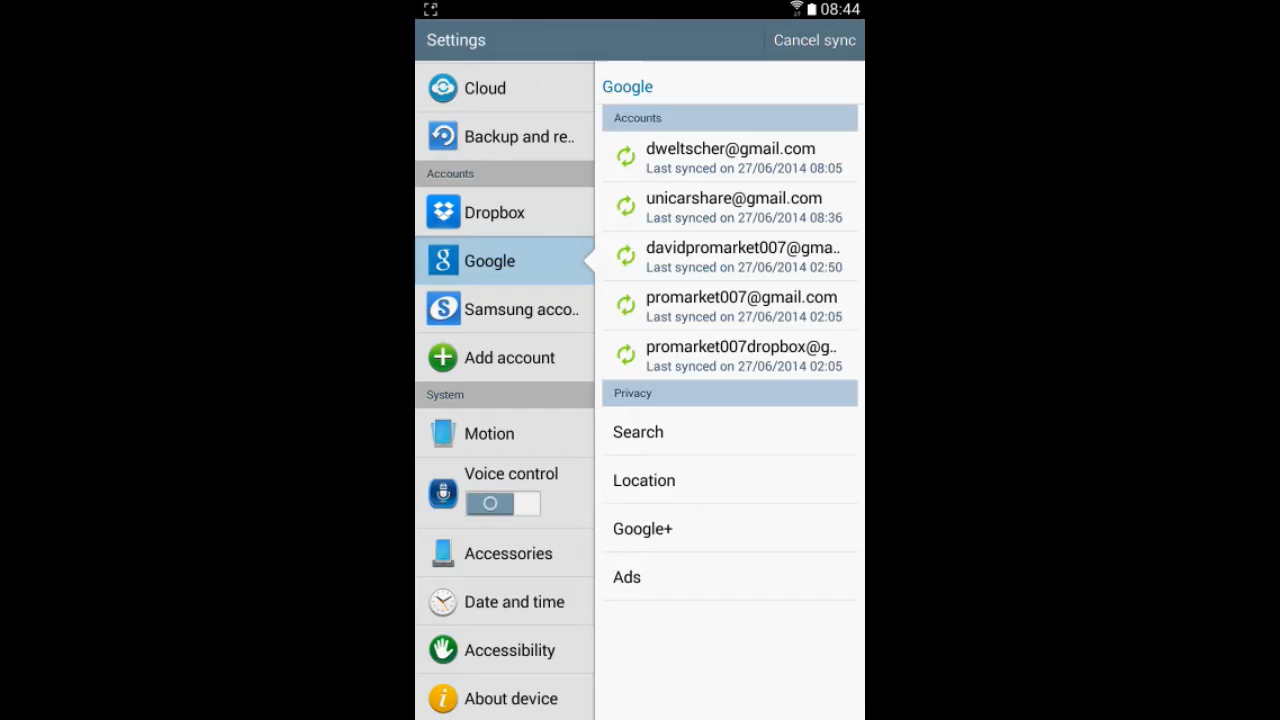 08:44
Settings
Cancel sync
Cloud
Backup and re..
Accounts
Dropbox
Google
Samsung acco..
Add account
System
Motion
Voice control
Accessories
Date and time
Accessibility
About device
Google
Accounts
dweltscher@gmail.com
Last synced on 27/06/2014 08:05
unicarshare@gmail.com
Last synced on 27/06/2014 08:36
davidpromarket007@gma..
Last synced on 27/06/2014 02:50
promarket007@gmail.com
Last synced on 27/06/2014 02:05
promarket007dropbox@g..
Last synced on 27/06/2014 02:05
Privacy
Search
Location
Google+
Ads